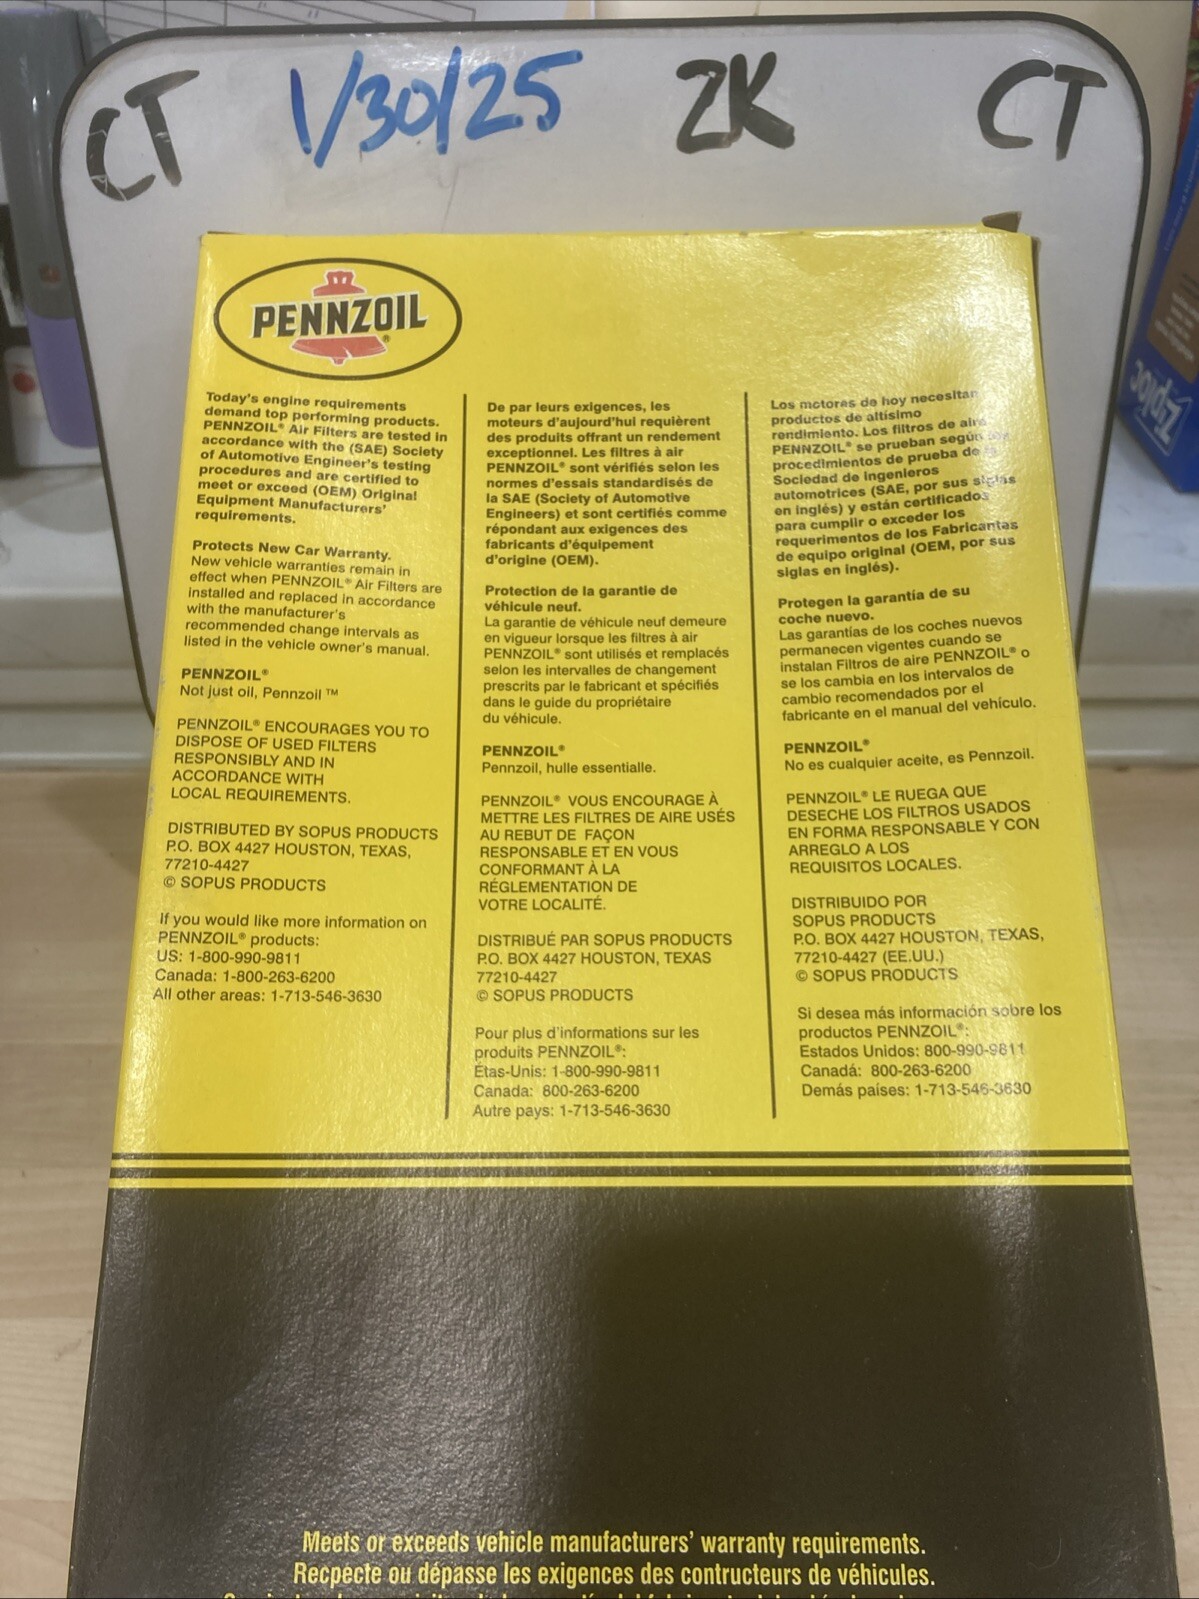 CT 1/30/25 ZK CT
PENNZOIL®
Today's engine requirements
demand top performing products.
PENNZOIL® Air Filters are tested in
accordance with the (SAE) Society
of Automotive Engineer's testing
procedures and are certified to
meet or exceed (OEM) Original
Equipment Manufacturers'
requirements.
Protects New Car Warranty.
New vehicle warranties remain in
effect when PENNZOIL® Air Filters are
installed and replaced in accordance
with the manufacturer's
recommended change intervals as
listed in the vehicle owner's manual.
PENNZOIL®
Not just oil, Pennzoil ™
PENNZOIL® ENCOURAGES YOU TO
DISPOSE OF USED FILTERS
RESPONSIBLY AND IN
ACCORDANCE WITH
LOCAL REQUIREMENTS.
DISTRIBUTED BY SOPUS PRODUCTS
P.O. BOX 4427 HOUSTON, TEXAS,
77210-4427
© SOPUS PRODUCTS
If you would like more information on
PENNZOIL® products:
US: 1-800-990-9811
Canada: 1-800-263-6200
All other areas: 1-713-546-3630
De par leurs exigences, les
moteurs d'aujourd'hui requièrent
des produits offrant un rendement
exceptionnel. Les filtres à air
PENNZOIL® sont vérifiés selon les
normes d'essais standardisés de
la SAE (Society of Automotive
Engineers) et sont certifiés comme
répondant aux exigences des
fabricants d'équipement
d'origine (OEM).
Protection de la garantie de
véhicule neuf.
La garantie de véhicule neuf demeure
en vigueur lorsque les filtres à air
PENNZOIL® sont utilisés et remplacés
selon les intervalles de changement
prescrits par le fabricant et spécifiés
dans le guide du propriétaire
du véhicule.
PENNZOIL®
Pennzoil, hulle essentialle.
PENNZOIL® VOUS ENCOURAGE À
METTRE LES FILTRES DE AIRE USÉS
AU REBUT DE FAÇON
RESPONSABLE ET EN VOUS
CONFORMANT À LA
RÉGLEMENTATION DE
VOTRE LOCALITÉ.
DISTRIBUÉ PAR SOPUS PRODUCTS
P.O. BOX 4427 HOUSTON, TEXAS
77210-4427
© SOPUS PRODUCTS
Pour plus d'informations sur les
produits PENNZOIL®:
Étas-Unis: 1-800-990-9811
Canada: 800-263-6200
Autre pays: 1-713-546-3630
Los motores de hoy necesitan
productos de altísimo
rendimiento. Los filtros de aire
PENNZOIL® se prueban según los
procedimientos de prueba de la
Sociedad de Ingenieros
automotrices (SAE, por sus siglas
en inglés) y están certificados
para cumplir o exceder los
requerimentos de los Fabricantes
de equipo original (OEM, por sus
siglas en inglés).
Protegen la garantía de su
coche nuevo.
Las garantías de los coches nuevos
permanecen vigentes cuando se
instalan Filtros de aire PENNZOIL® o
se los cambia en los intervalos de
cambio recomendados por el
fabricante en el manual del vehículo.
PENNZOIL®
No es cualquier aceite, es Pennzoil.
PENNZOIL® LE RUEGA QUE
DESECHE LOS FILTROS USADOS
EN FORMA RESPONSABLE Y CON
ARREGLO A LOS
REQUISITOS LOCALES.
DISTRIBUIDO POR
SOPUS PRODUCTS
P.O. BOX 4427 HOUSTON, TEXAS,
77210-4427 (EE.UU.)
© SOPUS PRODUCTS
Si desea más información sobre los
productos PENNZOIL®:
Estados Unidos: 800-990-9811
Canadá: 800-263-6200
Demás países: 1-713-546-3630
Meets or exceeds vehicle manufacturers' warranty requirements.
Recpecte ou dépasse les exigences des contructeurs de véhicules.
Ziploc